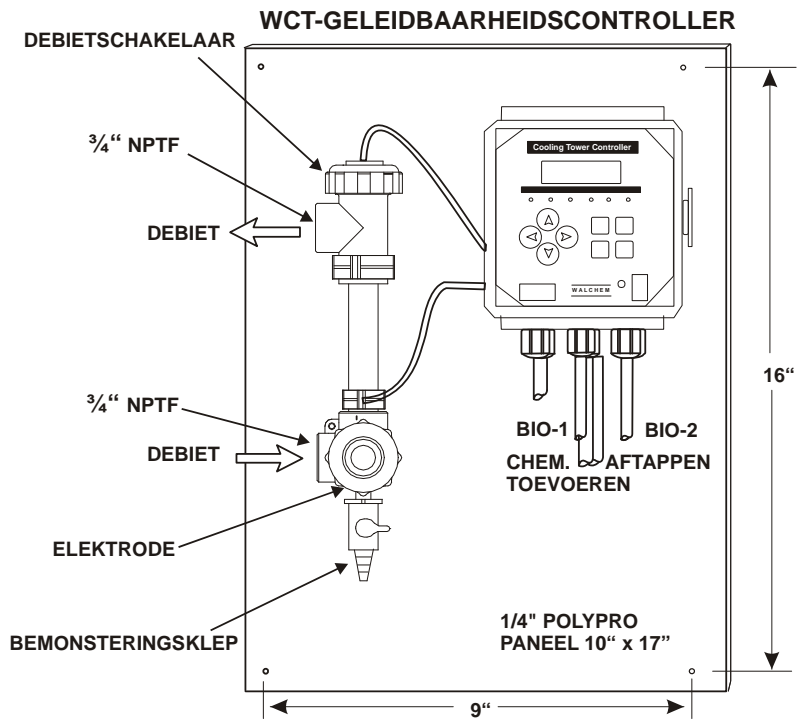 WCT-GELEIDBAARHEIDSCONTROLLER
DEBIETSCHAKELAAR
¾“ NPTF
DEBIET
Cooling Tower Controller
WALCHEM
16“
¾“ NPTF
DEBIET
BIO-1
BIO-2
CHEM.
AFTAPPEN
TOEVOEREN
ELEKTRODE
BEMONSTERINGSKLEP
1/4" POLYPRO
PANEEL 10“ x 17”
9“